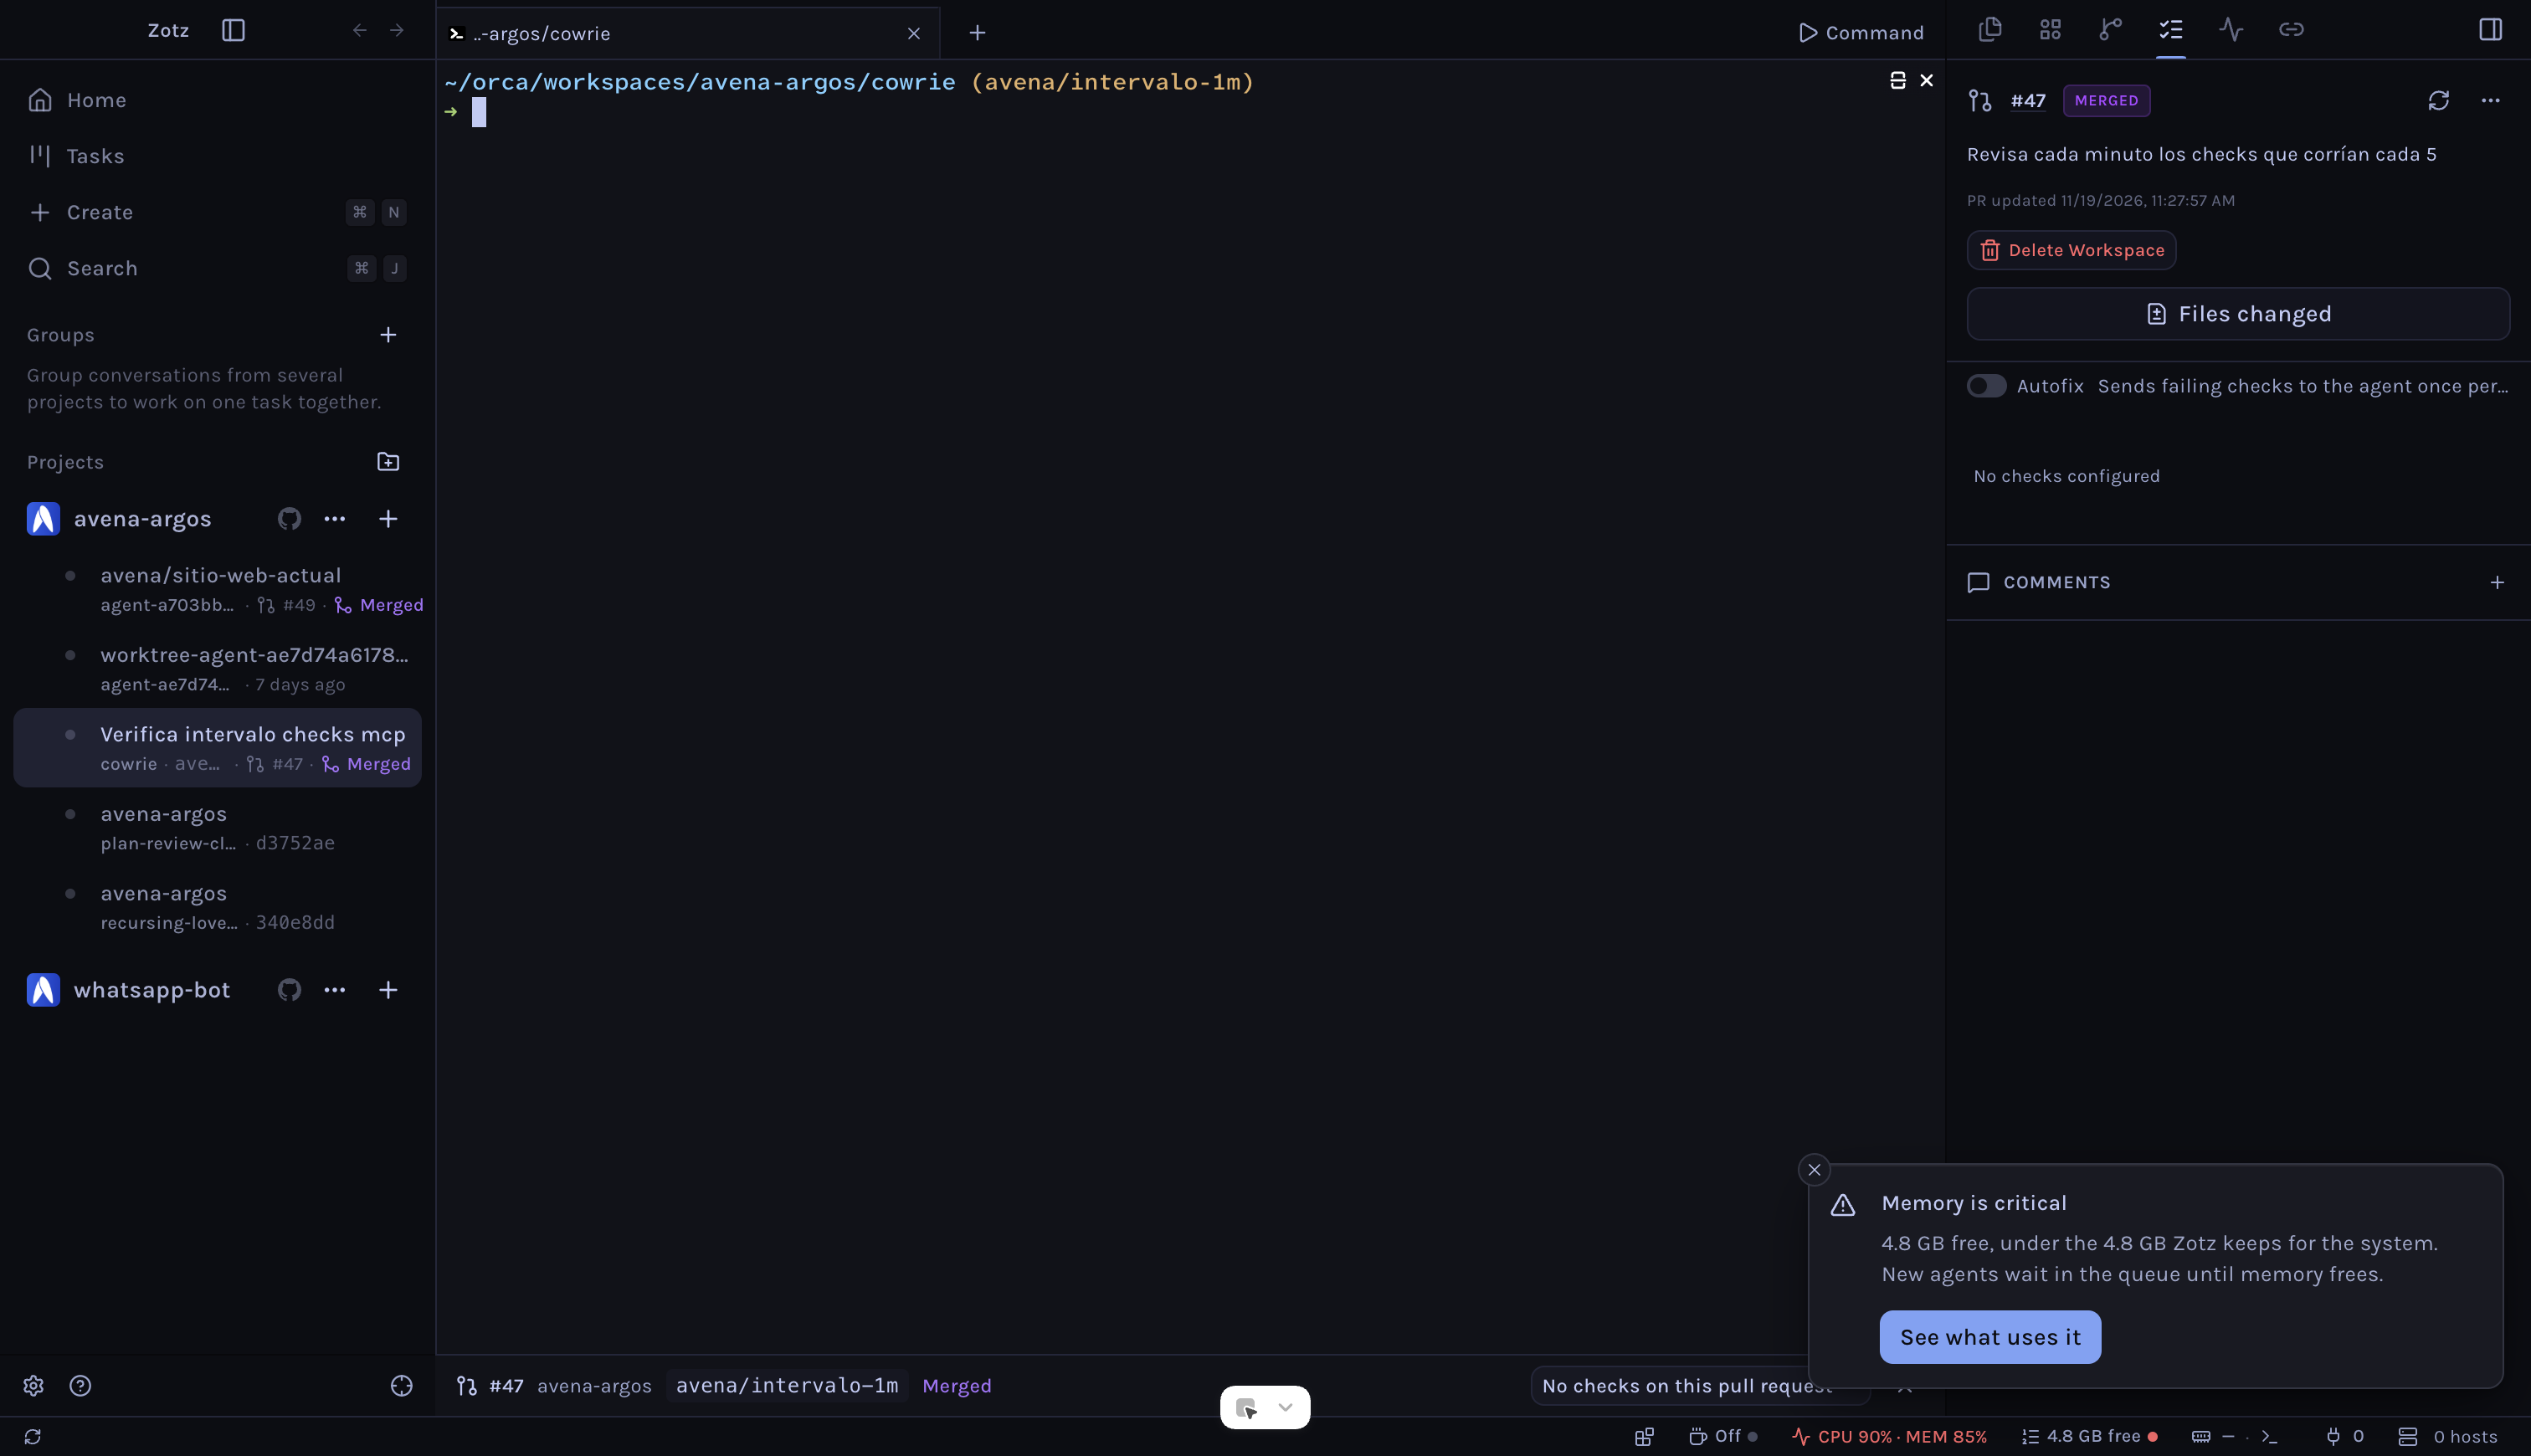 Zotz
Home
Tasks
Create ⌘ N
Search ⌘ J
Groups
Group conversations from several
projects to work on one task together.
Projects
avena-argos
avena/sitio-web-actual
agent-a703bb… · #49 · Merged
worktree-agent-ae7d74a6178…
agent-ae7d74… · 7 days ago
Verifica intervalo checks mcp
cowrie · ave… · #47 · Merged
avena-argos
plan-review-cl… · d3752ae
avena-argos
recursing-love… · 340e8dd
whatsapp-bot
..-argos/cowrie
Command
~/orca/workspaces/avena-argos/cowrie (avena/intervalo-1m)
➜
#47 MERGED
Revisa cada minuto los checks que corrían cada 5
PR updated 11/19/2026, 11:27:57 AM
Delete Workspace
Files changed
Autofix Sends failing checks to the agent once per…
No checks configured
COMMENTS
Memory is critical
4.8 GB free, under the 4.8 GB Zotz keeps for the system.
New agents wait in the queue until memory frees.
See what uses it
#47 avena-argos avena/intervalo-1m Merged
No checks on this pull request
Off
CPU 90% · MEM 85%
4.8 GB free
— ·
0
0 hosts